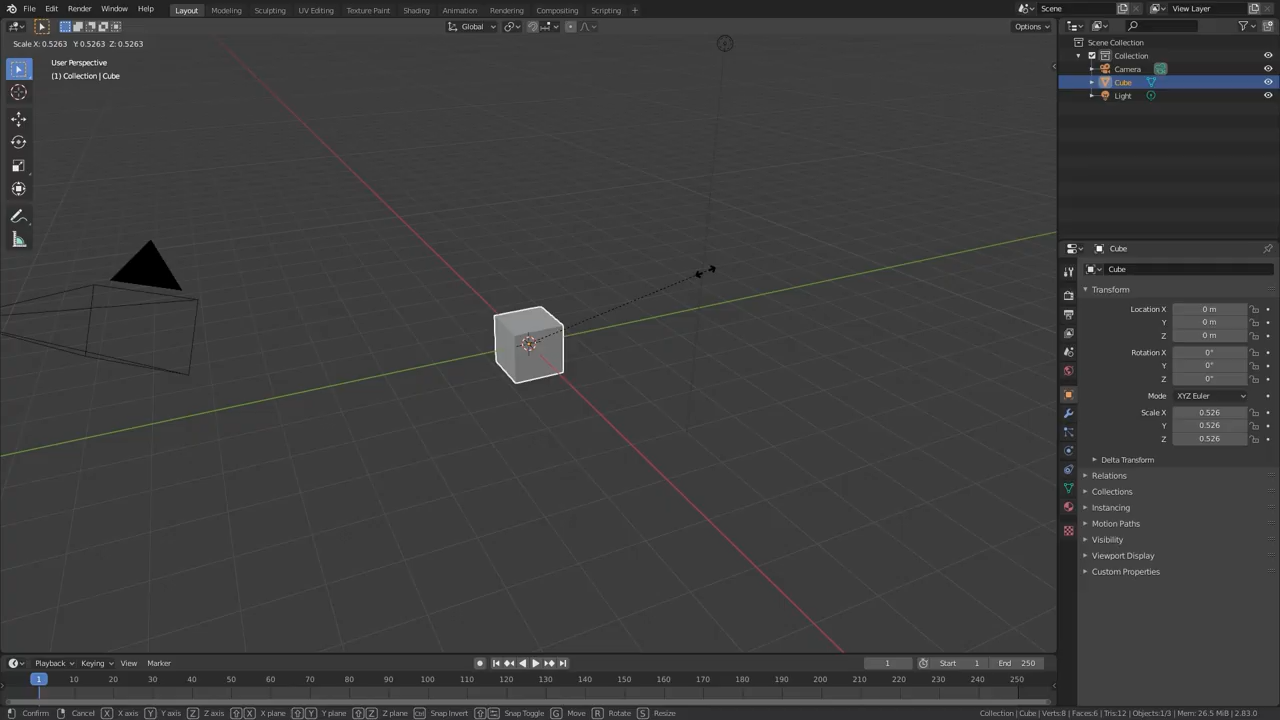 File Edit Render Window Help Layout Modeling Sculpting UV Editing Texture Paint Shading Animation Rendering Compositing Scripting + Scene View Layer
Global Options
Scale X: 0.5263 Y: 0.5263 Z: 0.5263
User Perspective
(1) Collection | Cube
Scene Collection
Collection
Camera
Cube
Light
Cube
Cube
Transform
Location X 0 m
Y 0 m
Z 0 m
Rotation X 0°
Y 0°
Z 0°
Mode XYZ Euler
Scale X 0.526
Y 0.526
Z 0.526
Delta Transform
Relations
Collections
Instancing
Motion Paths
Visibility
Viewport Display
Custom Properties
Playback Keying View Marker 1 Start 1 End 250
1 10 20 30 40 50 60 70 80 90 100 110 120 130 140 150 160 170 180 190 200 210 220 230 240 250
Confirm Cancel X X axis Y Y axis Z Z axis X X plane Y Y plane Z Z plane Ctrl Snap Invert Snap Toggle G Move R Rotate S Resize Collection | Cube | Verts:8 | Faces:6 | Tris:12 | Objects:1/3 | Mem: 26.5 MiB | 2.83.0